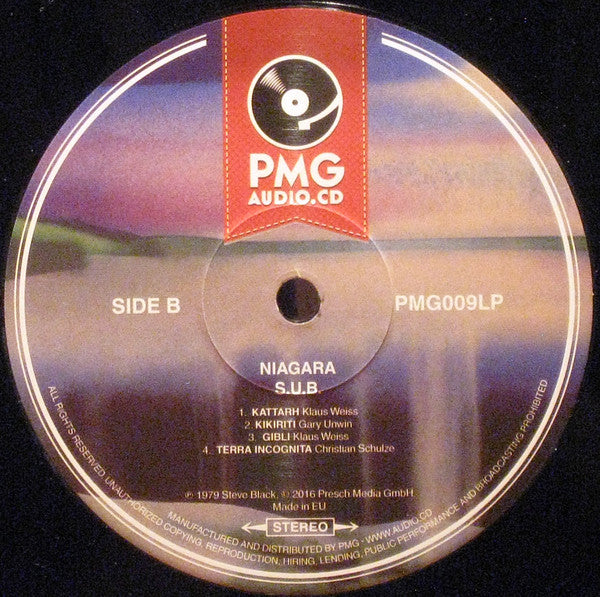 PMG
AUDIO.CD
SIDE B
PMG009LP
NIAGARA
S.U.B.
1. KATTARH Klaus Weiss
2. KIKIRITI Gary Unwin
3. GIBLI Klaus Weiss
4. TERRA INCOGNITA Christian Schulze
℗ 1979 Steve Black, © 2016 Presch Media GmbH
Made in EU
STEREO
MANUFACTURED AND DISTRIBUTED BY PMG - WWW.AUDIO.CD
ALL RIGHTS RESERVED. UNAUTHORIZED COPYING, REPRODUCTION, HIRING, LENDING, PUBLIC PERFORMANCE AND BROADCASTING PROHIBITED